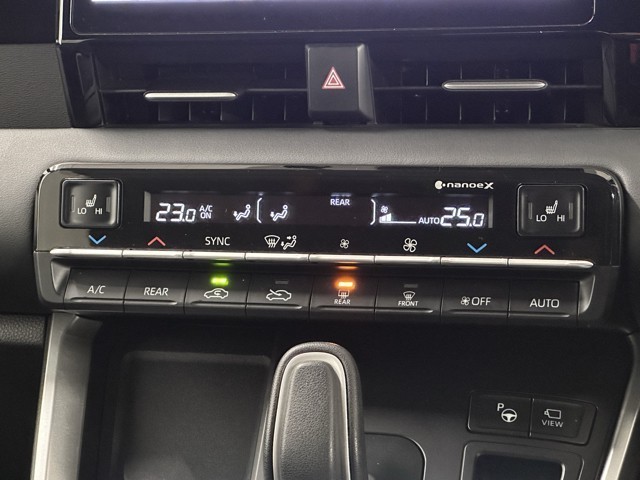 nanoeX
LO HI
23.0 A/C ON
REAR
AUTO 25.0
LO HI
SYNC
A/C
REAR
REAR
FRONT
OFF
AUTO
P
VIEW